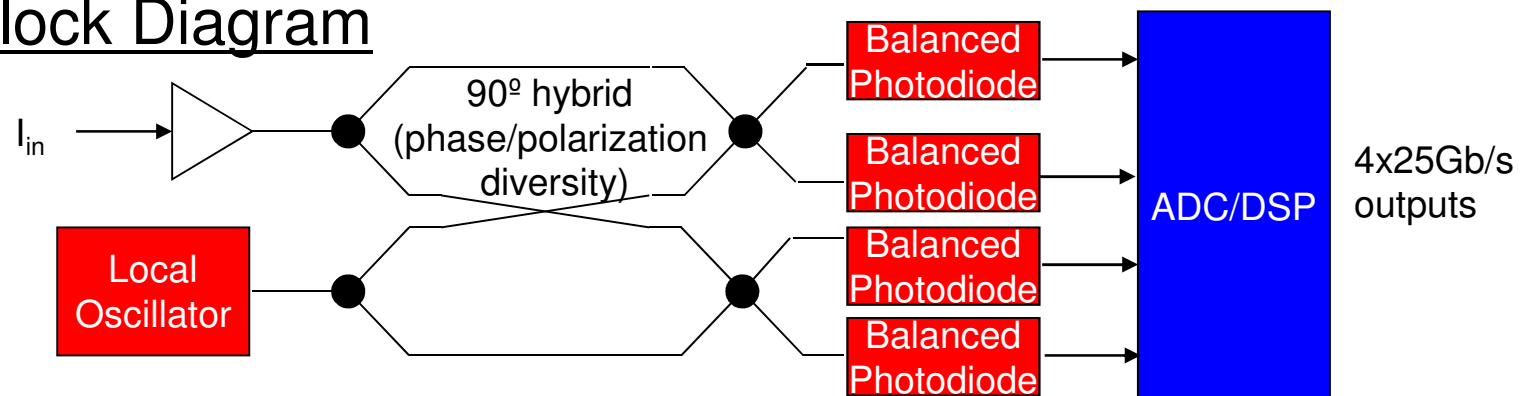 lock Diagram
I_in
90º hybrid
(phase/polarization
diversity)
Local
Oscillator
Balanced
Photodiode
Balanced
Photodiode
Balanced
Photodiode
Balanced
Photodiode
ADC/DSP
4x25Gb/s
outputs